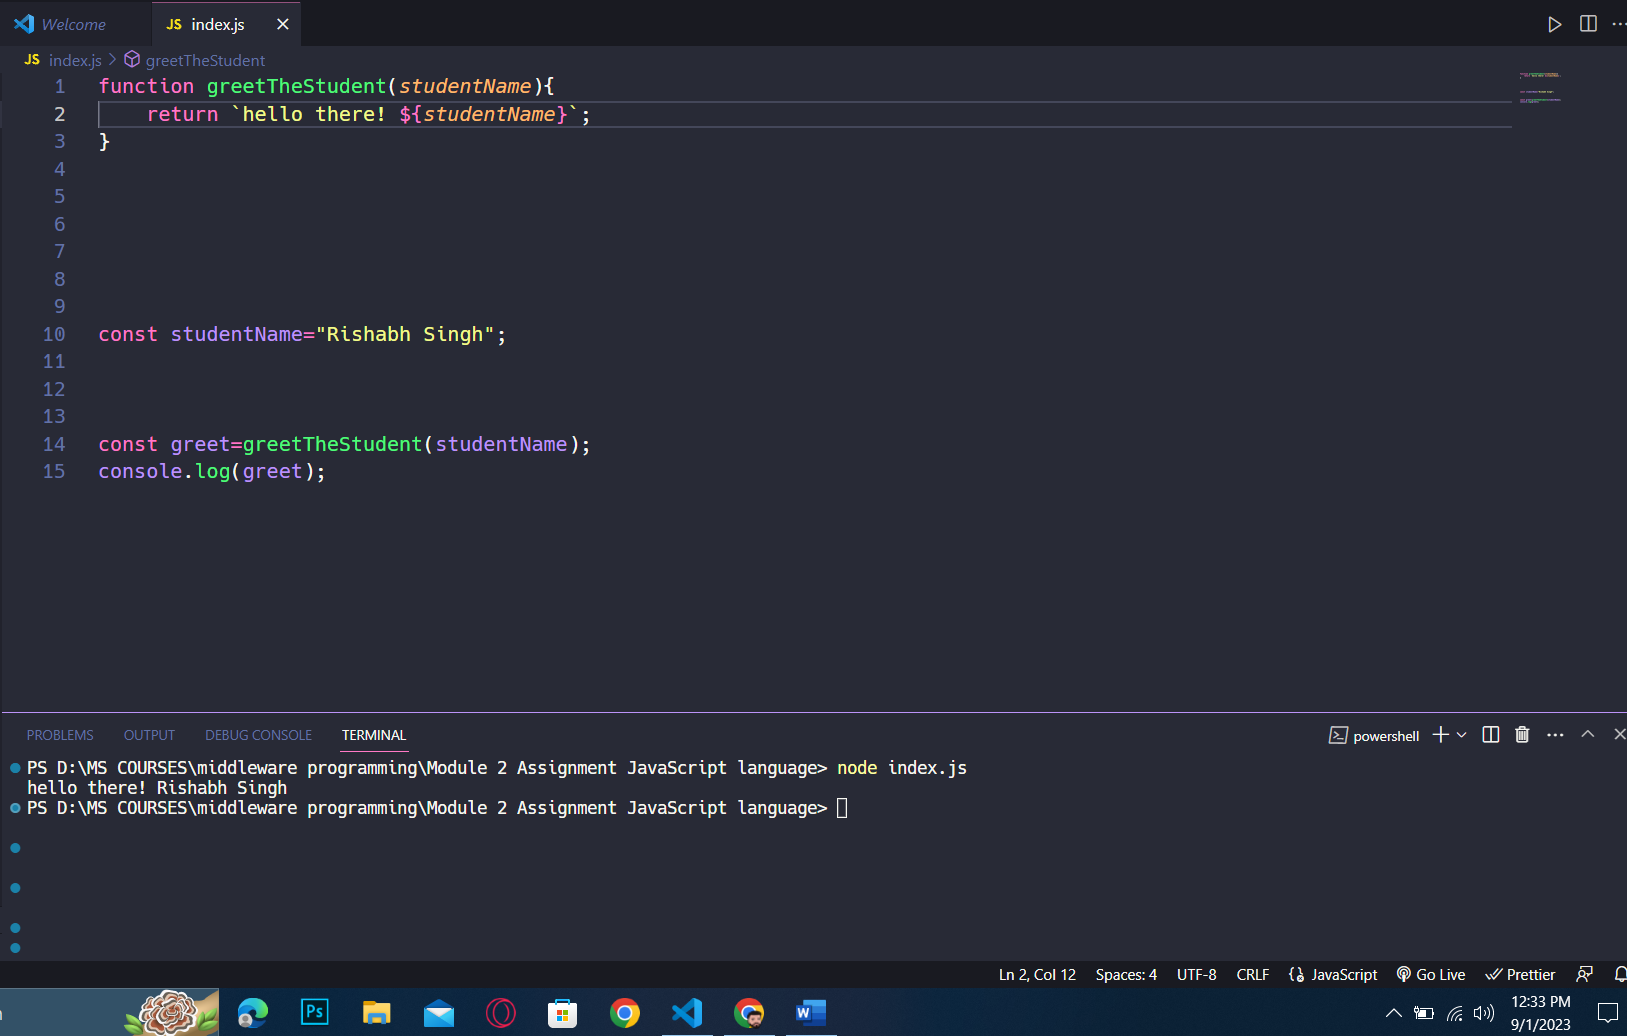 Welcome
JS index.js
JS index.js > greetTheStudent
1 function greetTheStudent(studentName){
2     return `hello there! ${studentName}`;
3 }
4
5
6
7
8
9
10 const studentName="Rishabh Singh";
11
12
13
14 const greet=greetTheStudent(studentName);
15 console.log(greet);
PROBLEMS OUTPUT DEBUG CONSOLE TERMINAL powershell
PS D:\MS COURSES\middleware programming\Module 2 Assignment JavaScript language> node index.js
hello there! Rishabh Singh
PS D:\MS COURSES\middleware programming\Module 2 Assignment JavaScript language>
Ln 2, Col 12 Spaces: 4 UTF-8 CRLF JavaScript Go Live Prettier
Ps W
12:33 PM
9/1/2023